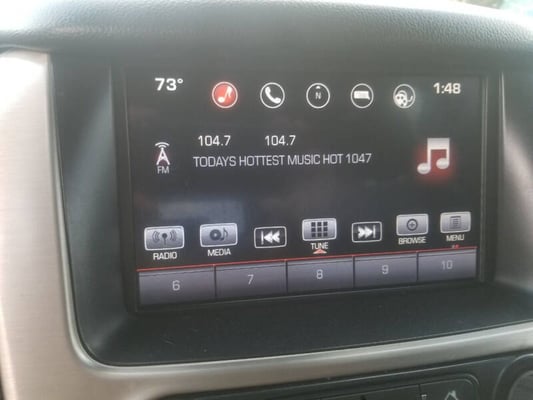 73° N 1:48
104.7 104.7
FM TODAYS HOTTEST MUSIC HOT 1047
RADIO MEDIA TUNE BROWSE MENU
6 7 8 9 10